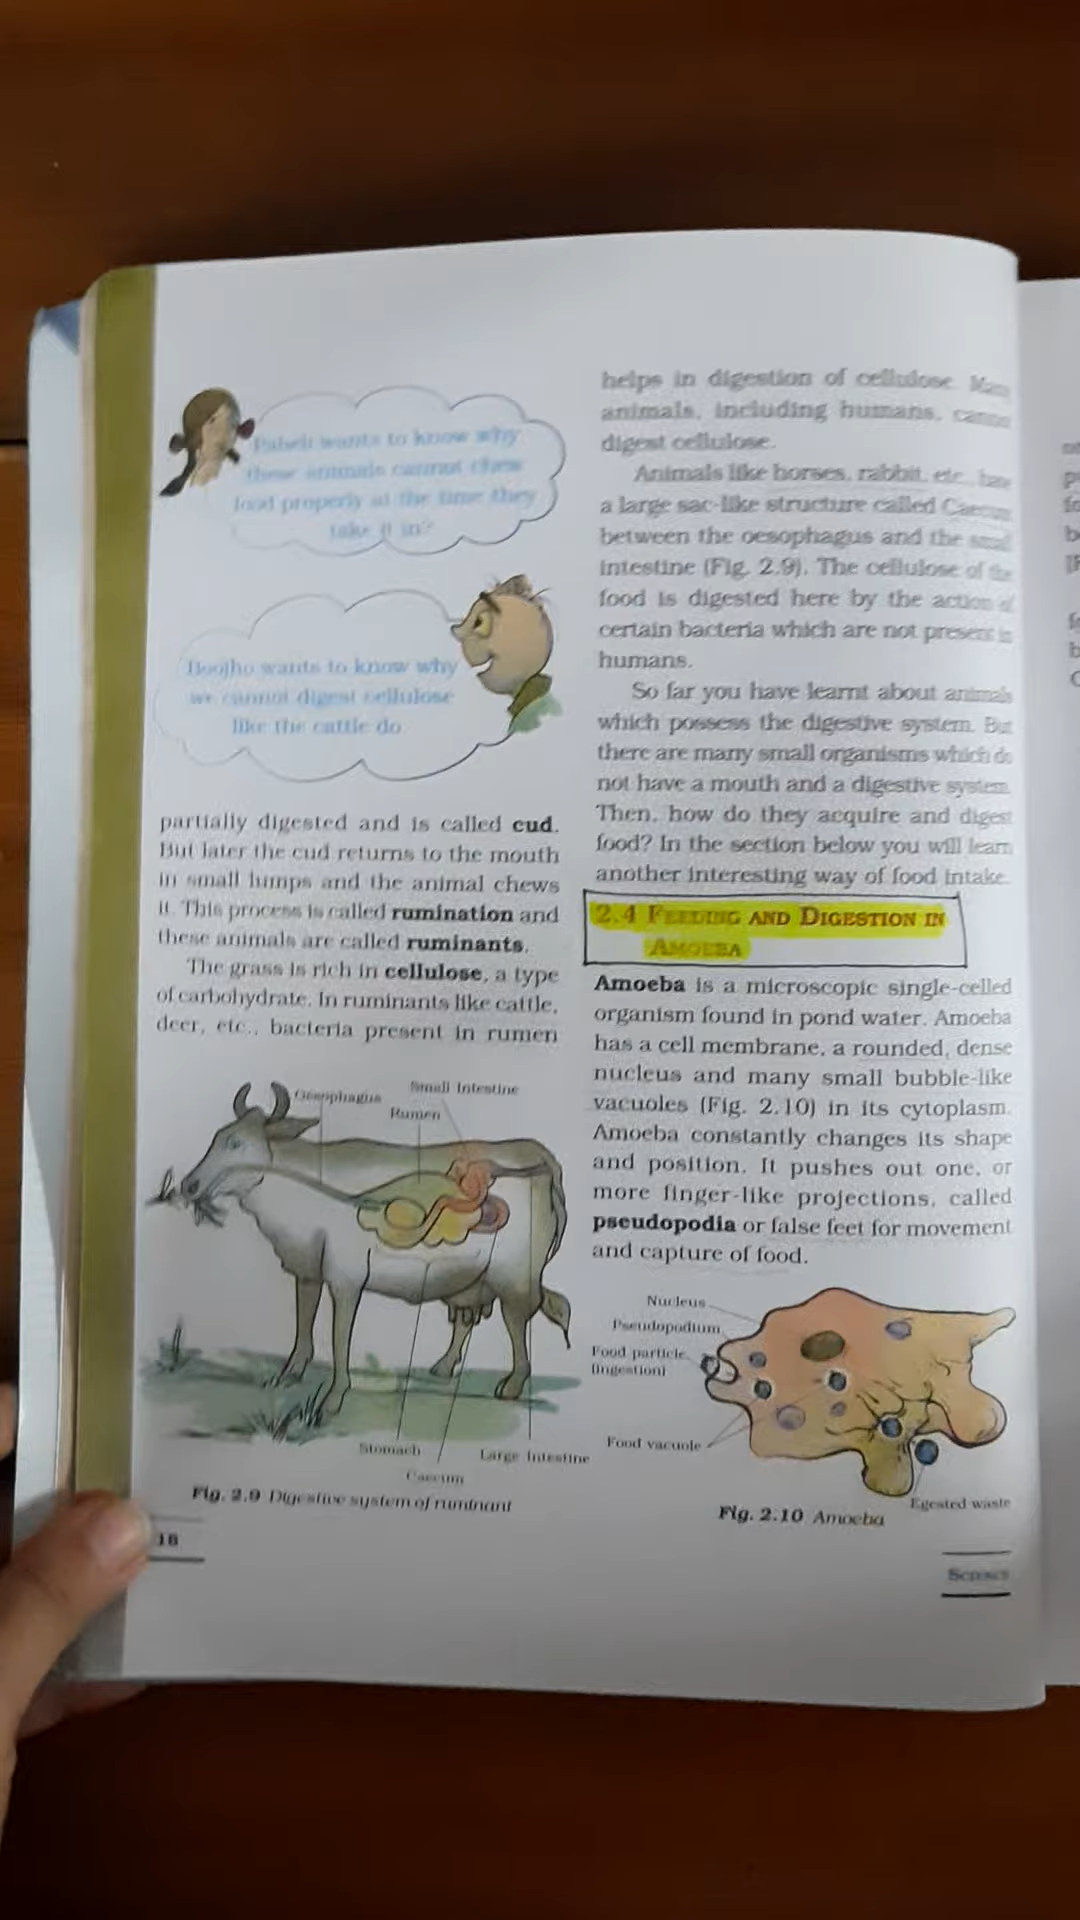 Paheli wants to know why
these animals cannot chew
food properly at the time they
take it in?
Boojho wants to know why
we cannot digest cellulose
like the cattle do
partially digested and is called cud.
But later the cud returns to the mouth
in small lumps and the animal chews
it. This process is called rumination and
these animals are called ruminants.
The grass is rich in cellulose, a type
of carbohydrate. In ruminants like cattle,
deer, etc., bacteria present in rumen
Oesophagus
Small Intestine
Rumen
Stomach
Caecum
Large Intestine
Fig. 2.9 Digestive system of ruminant
helps in digestion of cellulose.
animals, including humans,
digest cellulose.
Animals like horses, rabbit, etc.,
a large sac-like structure called Caecum
between the oesophagus and the small
intestine (Fig. 2.9). The cellulose of the
food is digested here by the action of
certain bacteria which are not present in
humans.
So far you have learnt about animals
which possess the digestive system. But
there are many small organisms which do
not have a mouth and a digestive system.
Then, how do they acquire and digest
food? In the section below you will learn
another interesting way of food intake.
2.4 FEEDING AND DIGESTION IN
AMOEBA
Amoeba is a microscopic single-celled
organism found in pond water. Amoeba
has a cell membrane, a rounded, dense
nucleus and many small bubble-like
vacuoles (Fig. 2.10) in its cytoplasm.
Amoeba constantly changes its shape
and position. It pushes out one, or
more finger-like projections, called
pseudopodia or false feet for movement
and capture of food.
Nucleus
Pseudopodium
Food particle
(ingestion)
Food vacuole
Egested waste
Fig. 2.10 Amoeba
16
SCIENCE